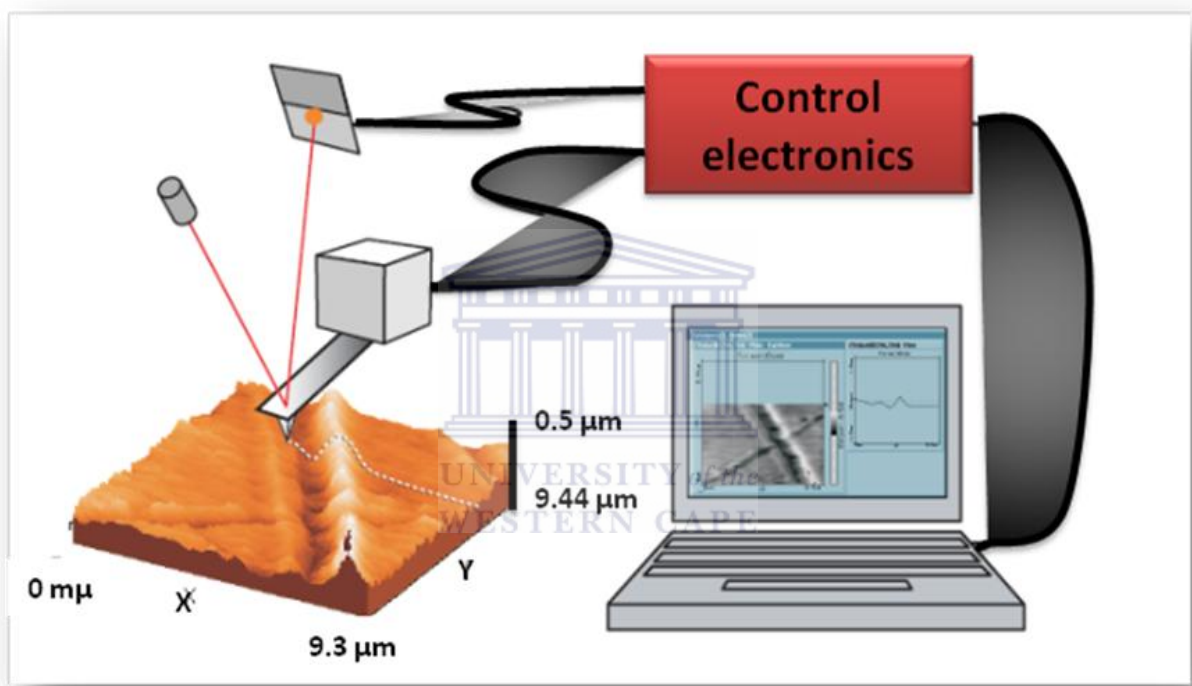 Control
electronics
0.5 µm
UNIVERSITY of the
9.44 µm
WESTERN CAPE
Y
0 mµ
X
9.3 µm